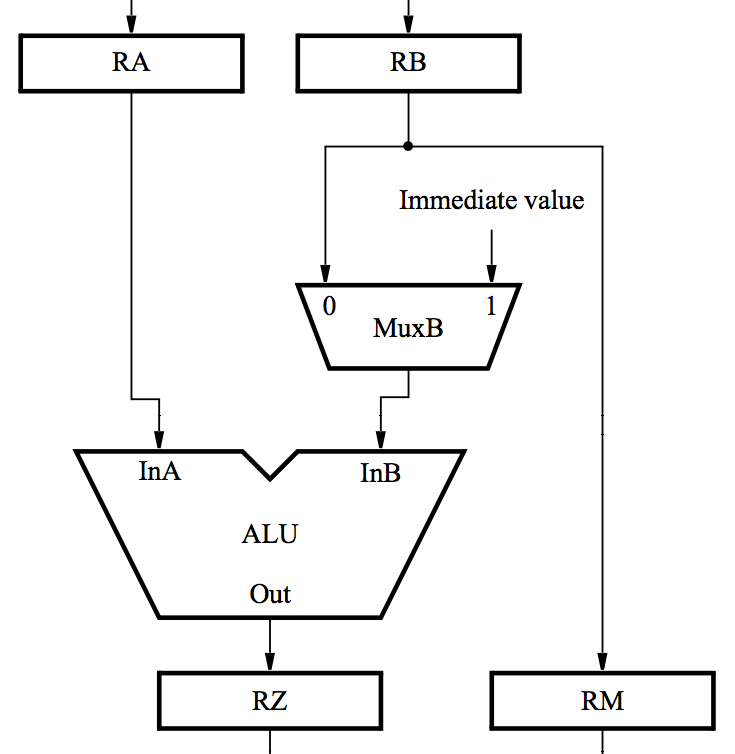 RA
RB
Immediate value
0
1
MuxB
InA
InB
ALU
Out
RZ
RM